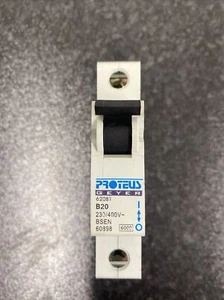 PROTEUS
GEYER
62081
B20
230/400V~
BSEN
60898
6000
I
O